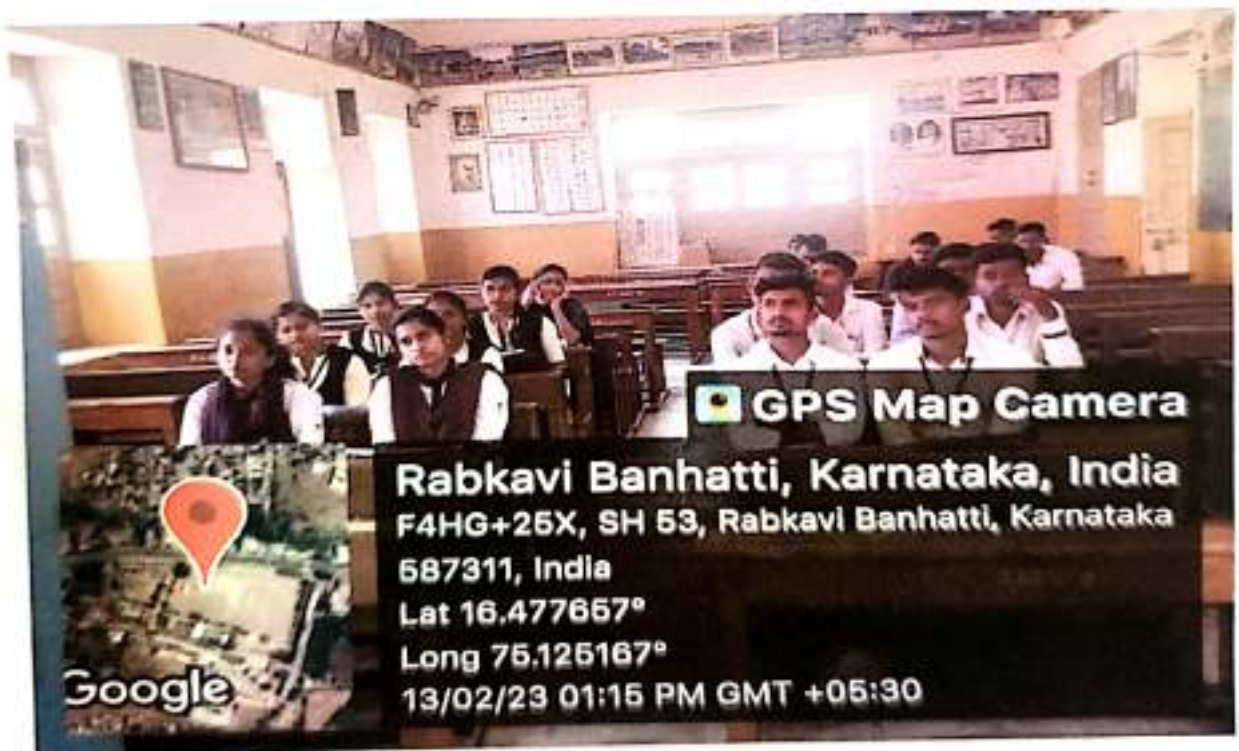 GPS Map Camera
Rabkavi Banhatti, Karnataka, India
F4HG+25X, SH 53, Rabkavi Banhatti, Karnataka
587311, India
Lat 16.477657°
Long 75.125167°
13/02/23 01:15 PM GMT +05:30
Google